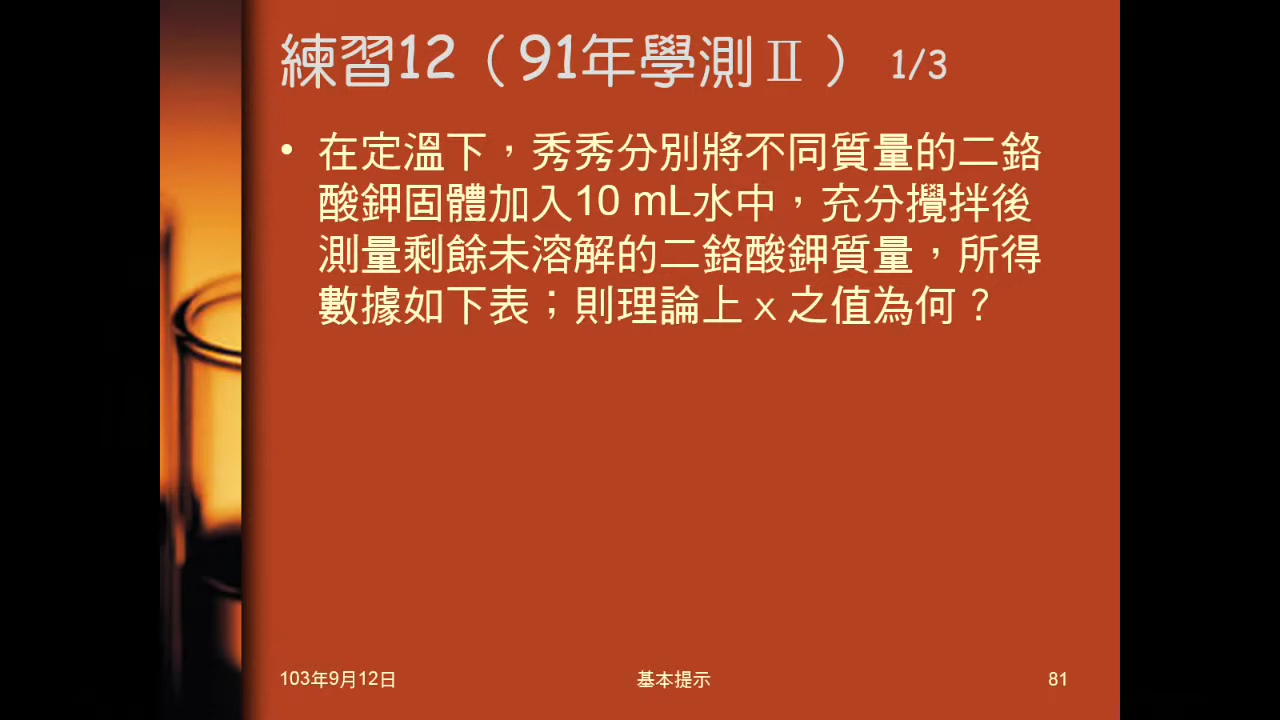 練習12（91年學測Ⅱ） 1/3
• 在定溫下，秀秀分別將不同質量的二鉻
酸鉀固體加入10 mL水中，充分攪拌後
測量剩餘未溶解的二鉻酸鉀質量，所得
數據如下表；則理論上 x 之值為何？
103年9月12日
基本提示
81